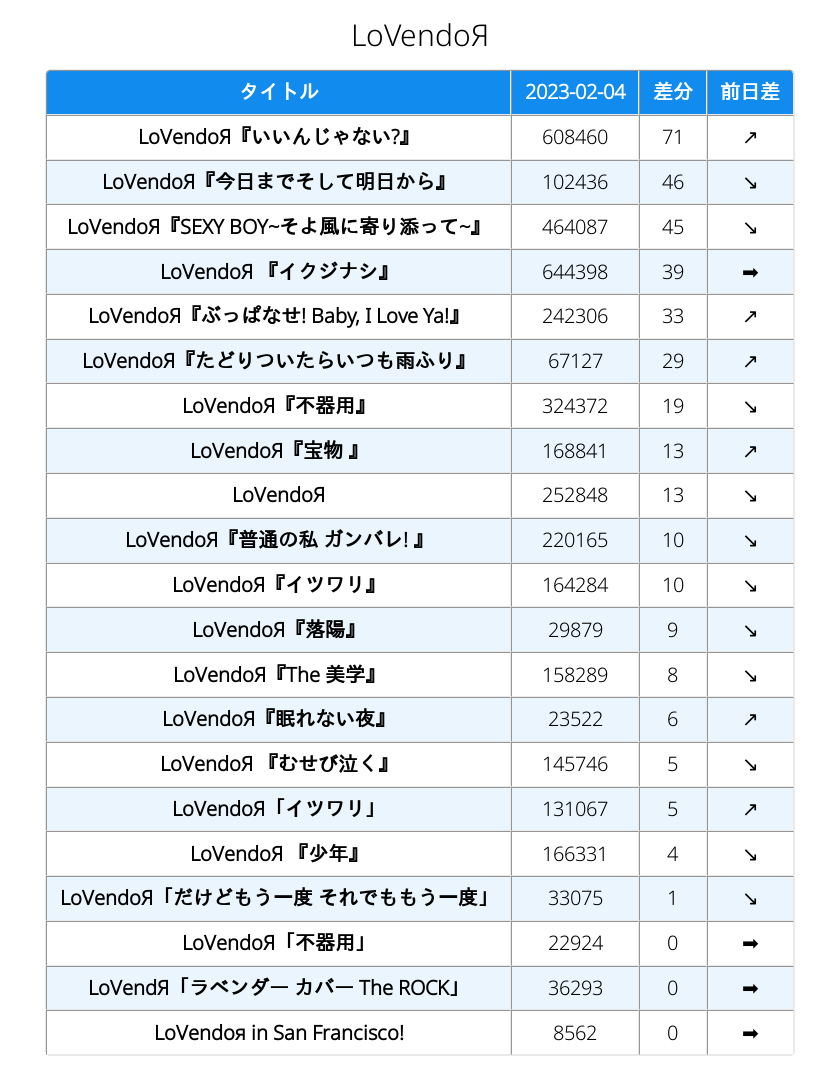 LoVendoЯ
タイトル 2023-02-04 差分 前日差
LoVendoЯ『いいんじゃない?』 608460 71 ↗
LoVendoЯ『今日までそして明日から』 102436 46 ↘
LoVendoЯ『SEXY BOY~そよ風に寄り添って~』 464087 45 ↘
LoVendoЯ 『イクジナシ』 644398 39 ➡
LoVendoЯ『ぶっぱなせ! Baby, I Love Ya!』 242306 33 ↗
LoVendoЯ『たどりついたらいつも雨ふり』 67127 29 ↗
LoVendoЯ『不器用』 324372 19 ↘
LoVendoЯ『宝物 』 168841 13 ↗
LoVendoЯ 252848 13 ↘
LoVendoЯ『普通の私 ガンバレ! 』 220165 10 ↘
LoVendoЯ『イツワリ』 164284 10 ↘
LoVendoЯ『落陽』 29879 9 ↘
LoVendoЯ『The 美学』 158289 8 ↘
LoVendoЯ『眠れない夜』 23522 6 ↗
LoVendoЯ 『むせび泣く』 145746 5 ↘
LoVendoЯ「イツワリ」 131067 5 ↗
LoVendoЯ 『少年』 166331 4 ↘
LoVendoЯ「だけどもう一度 それでももう一度」 33075 1 ↘
LoVendoЯ「不器用」 22924 0 ➡
LoVendЯ「ラベンダー カバー The ROCK」 36293 0 ➡
LoVendoя in San Francisco! 8562 0 ➡